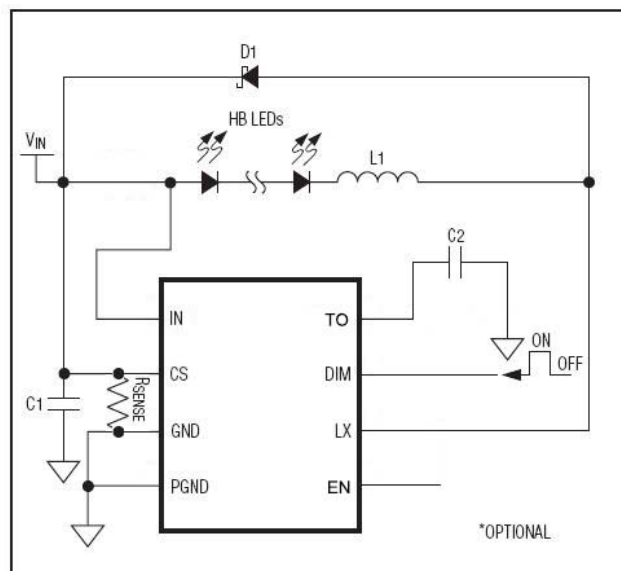 D1
HB LEDs
VIN
L1
C2
IN
TO
ON
OFF
CS
DIM
RSENSE
C1
GND
LX
PGND
EN
*OPTIONAL